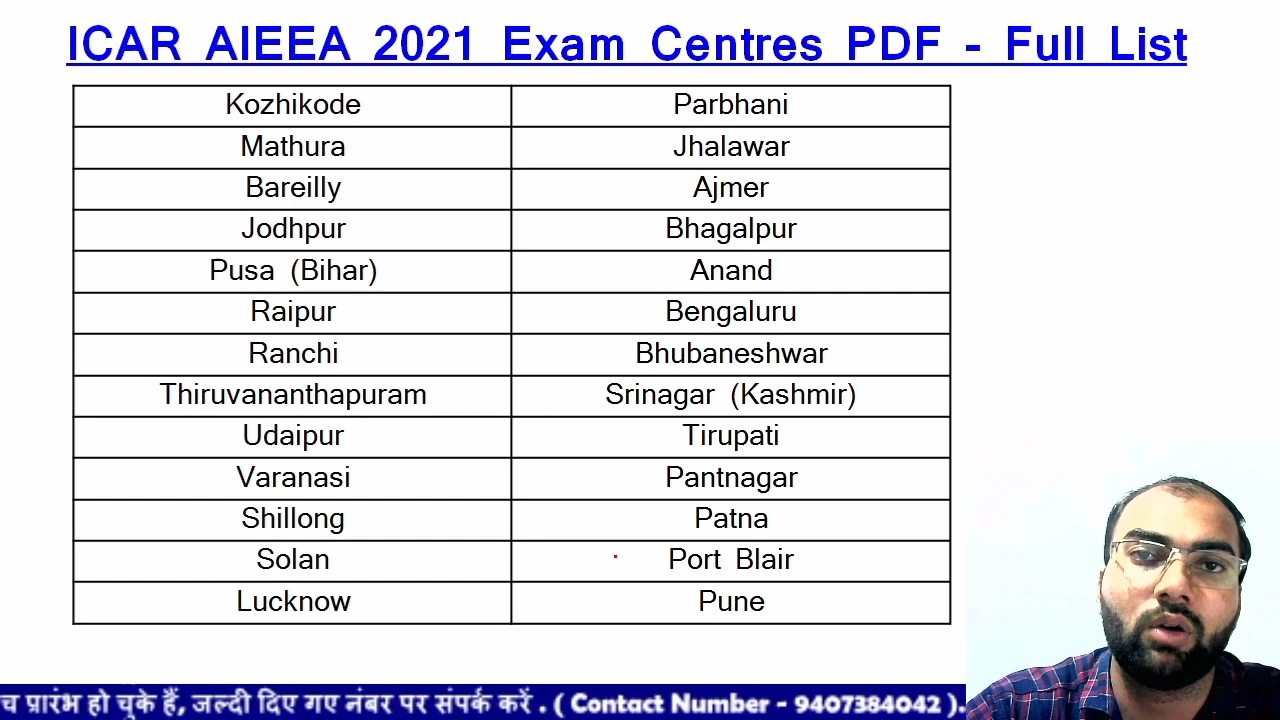 ICAR AIEEA 2021 Exam Centres PDF - Full List
Kozhikode Parbhani
Mathura Jhalawar
Bareilly Ajmer
Jodhpur Bhagalpur
Pusa (Bihar) Anand
Raipur Bengaluru
Ranchi Bhubaneshwar
Thiruvananthapuram Srinagar (Kashmir)
Udaipur Tirupati
Varanasi Pantnagar
Shillong Patna
Solan Port Blair
Lucknow Pune
च प्रारंभ हो चुके हैं, जल्दी दिए गए नंबर पर संपर्क करें . ( Contact Number - 9407384042 ).